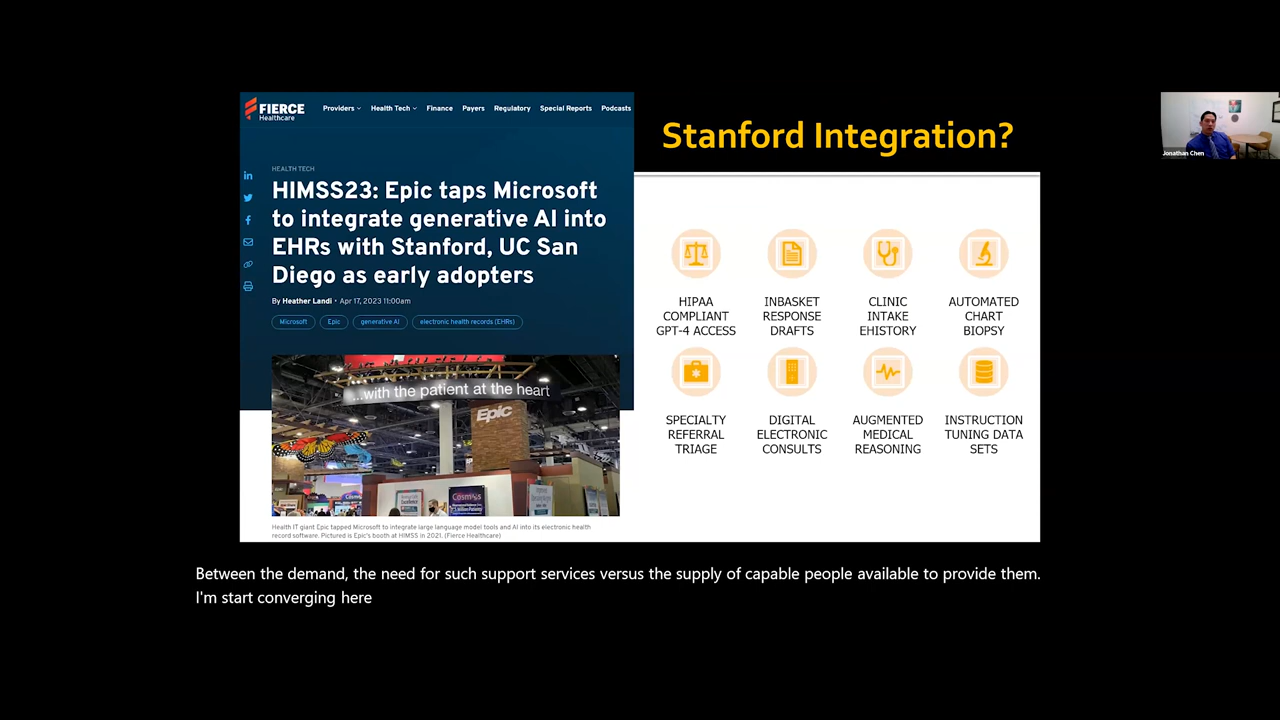 FIERCE
Healthcare
Providers Health Tech Finance Payers Regulatory Special Reports Podcasts
HEALTH TECH
HIMSS23: Epic taps Microsoft
to integrate generative AI into
EHRs with Stanford, UC San
Diego as early adopters
By Heather Landi • Apr 17, 2023 11:00am
Microsoft Epic generative AI electronic health records (EHRs)
...with the patient at the heart
Epic
Cosmos
Health IT giant Epic tapped Microsoft to integrate large language model tools and AI into its electronic health
record software. Pictured is Epic's booth at HIMSS in 2021. (Fierce Healthcare)
Stanford Integration?
HIPAA
COMPLIANT
GPT-4 ACCESS
INBASKET
RESPONSE
DRAFTS
CLINIC
INTAKE
EHISTORY
AUTOMATED
CHART
BIOPSY
SPECIALTY
REFERRAL
TRIAGE
DIGITAL
ELECTRONIC
CONSULTS
AUGMENTED
MEDICAL
REASONING
INSTRUCTION
TUNING DATA
SETS
Jonathan Chen
Between the demand, the need for such support services versus the supply of capable people available to provide them.
I'm start converging here